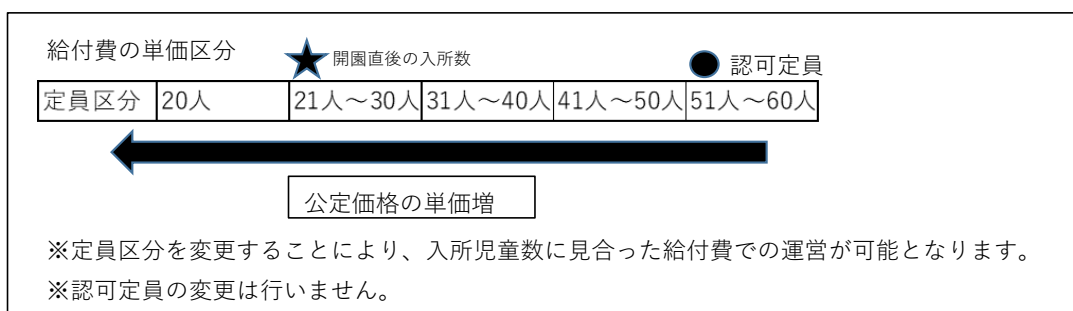 給付費の単価区分
開園直後の入所数
認可定員
定員区分 20人 21人～30人 31人～40人 41人～50人 51人～60人
公定価格の単価増
※定員区分を変更することにより、入所児童数に見合った給付費での運営が可能となります。
※認可定員の変更は行いません。